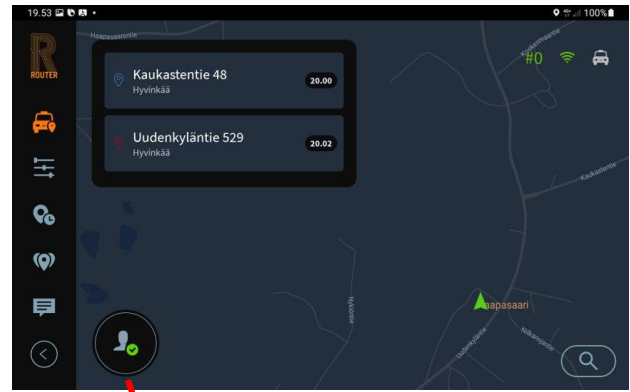 19.53
100%
Haapasaarentie
ROUTER
Kaukastentie 48
Hyvinkää
20.00
Uudenkyläntie 529
Hyvinkää
20.02
#0
Kaukastentie
Nykiöntie
Haapasaari
Uudenkyläntie